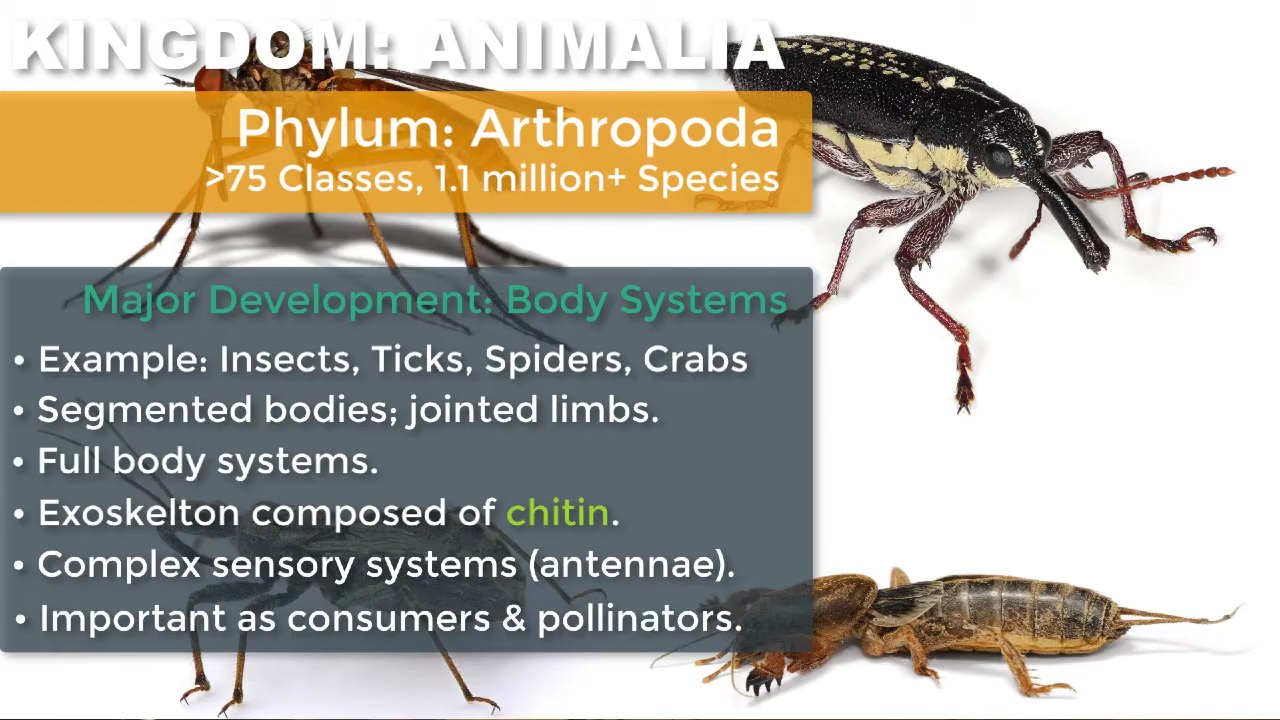 KINGDOM: ANIMALIA
Phylum: Arthropoda
>75 Classes, 1.1 million+ Species
Major Development: Body Systems
• Example: Insects, Ticks, Spiders, Crabs
• Segmented bodies; jointed limbs.
• Full body systems.
• Exoskelton composed of chitin.
• Complex sensory systems (antennae).
• Important as consumers & pollinators.